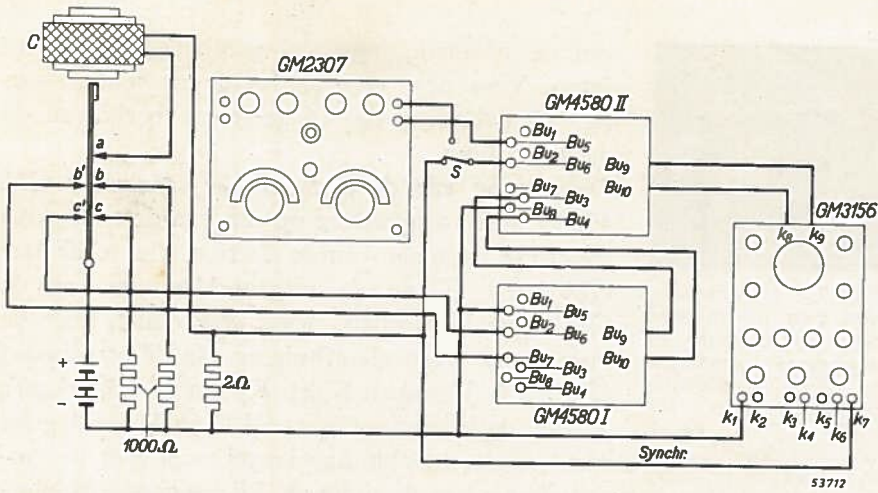 C
GM2307
GM4580 II
Bu1
Bu5
Bu2
Bu6
Bu9
Bu7
Bu10
Bu3
Bu8
Bu4
S
a
b'
b
c'
c
GM3156
k8
k9
Bu1
Bu5
Bu2
Bu6
Bu9
Bu7
Bu10
Bu3
Bu8
Bu4
GM4580 I
+
-
2Ω
1000Ω
k1
k2
k3
k4
k5
k6
k7
Synchr.
53712